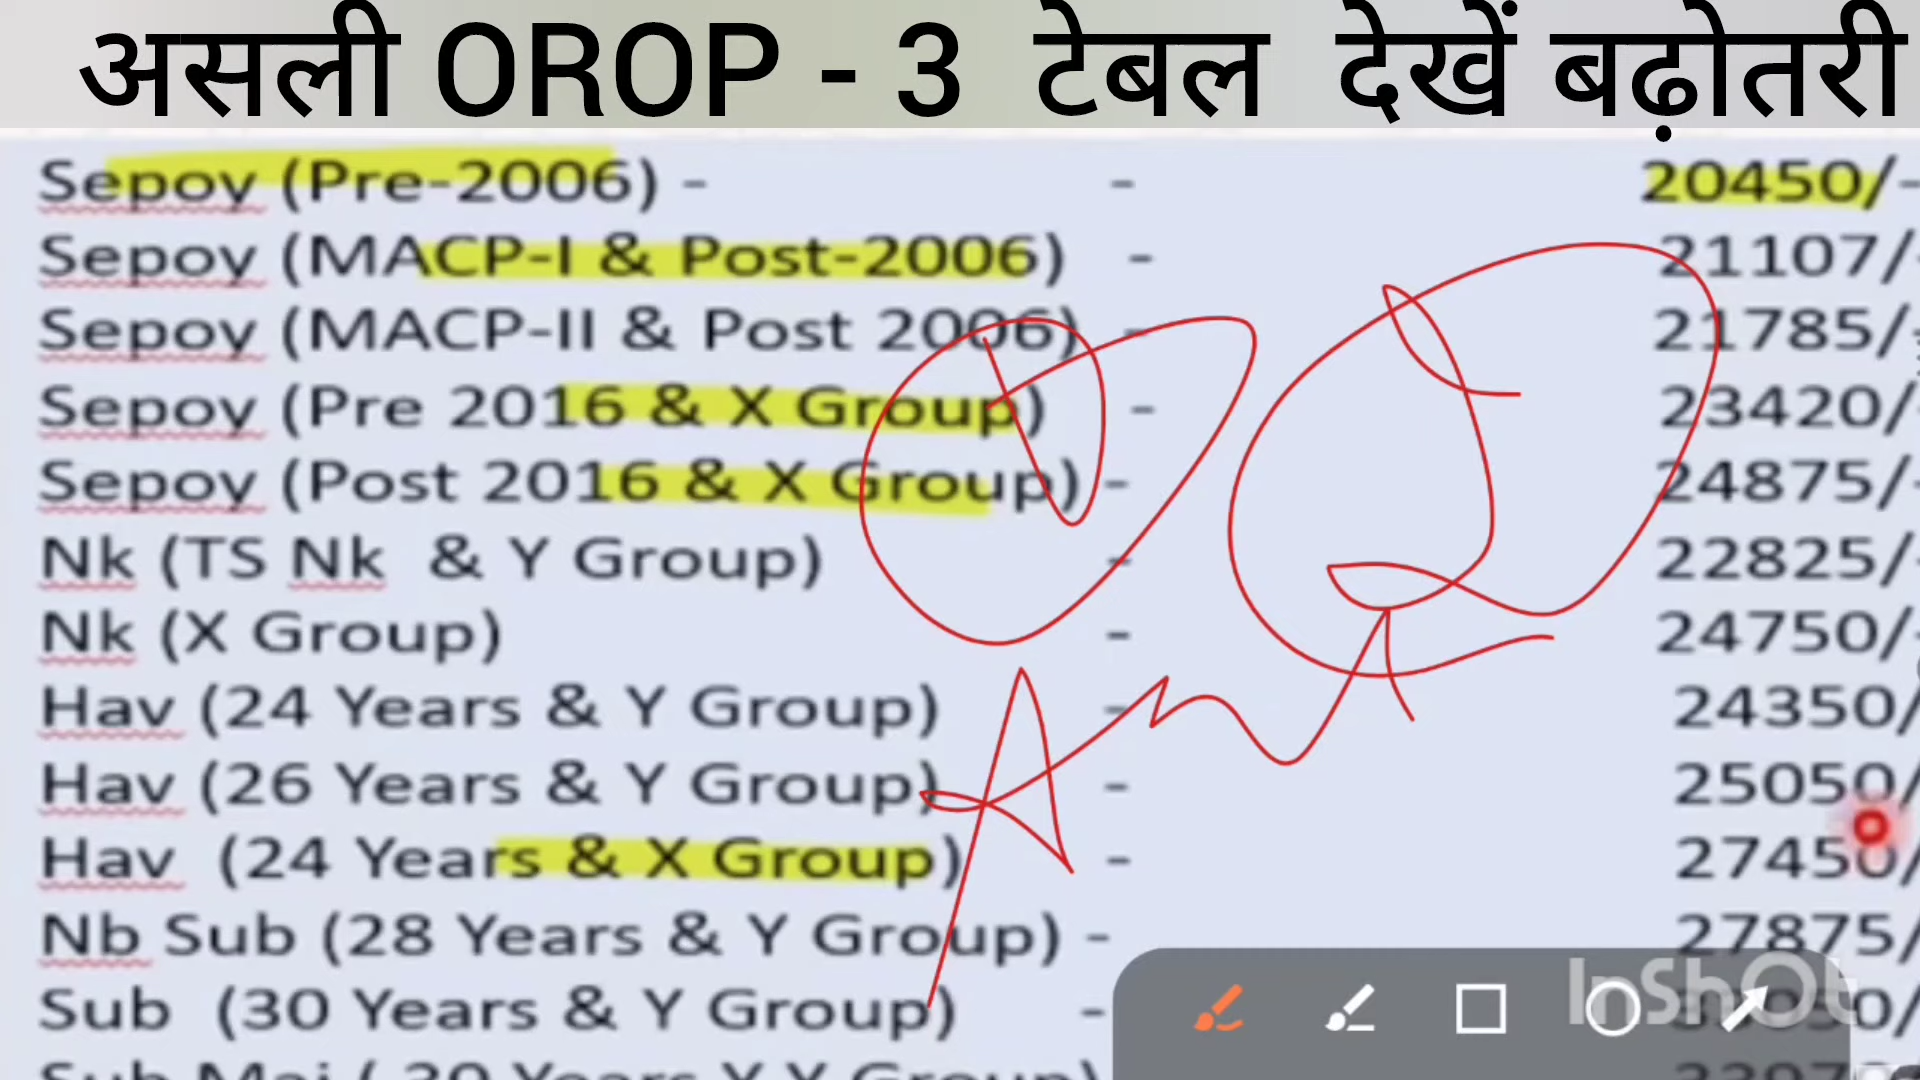 असली OROP - 3 टेबल देखें बढ़ोतरी
Sepoy (Pre-2006) - - 20450/-
Sepoy (MACP-I & Post-2006) - 21107/-
Sepoy (MACP-II & Post 2006) - 21785/-
Sepoy (Pre 2016 & X Group) - 23420/-
Sepoy (Post 2016 & X Group) - 24875/-
Nk (TS Nk & Y Group) - 22825/-
Nk (X Group) - 24750/-
Hav (24 Years & Y Group) - 24350/
Hav (26 Years & Y Group) - 25050/
Hav (24 Years & X Group) - 27450/
Nb Sub (28 Years & Y Group) - 27875/
Sub (30 Years & Y Group) -
InShOt